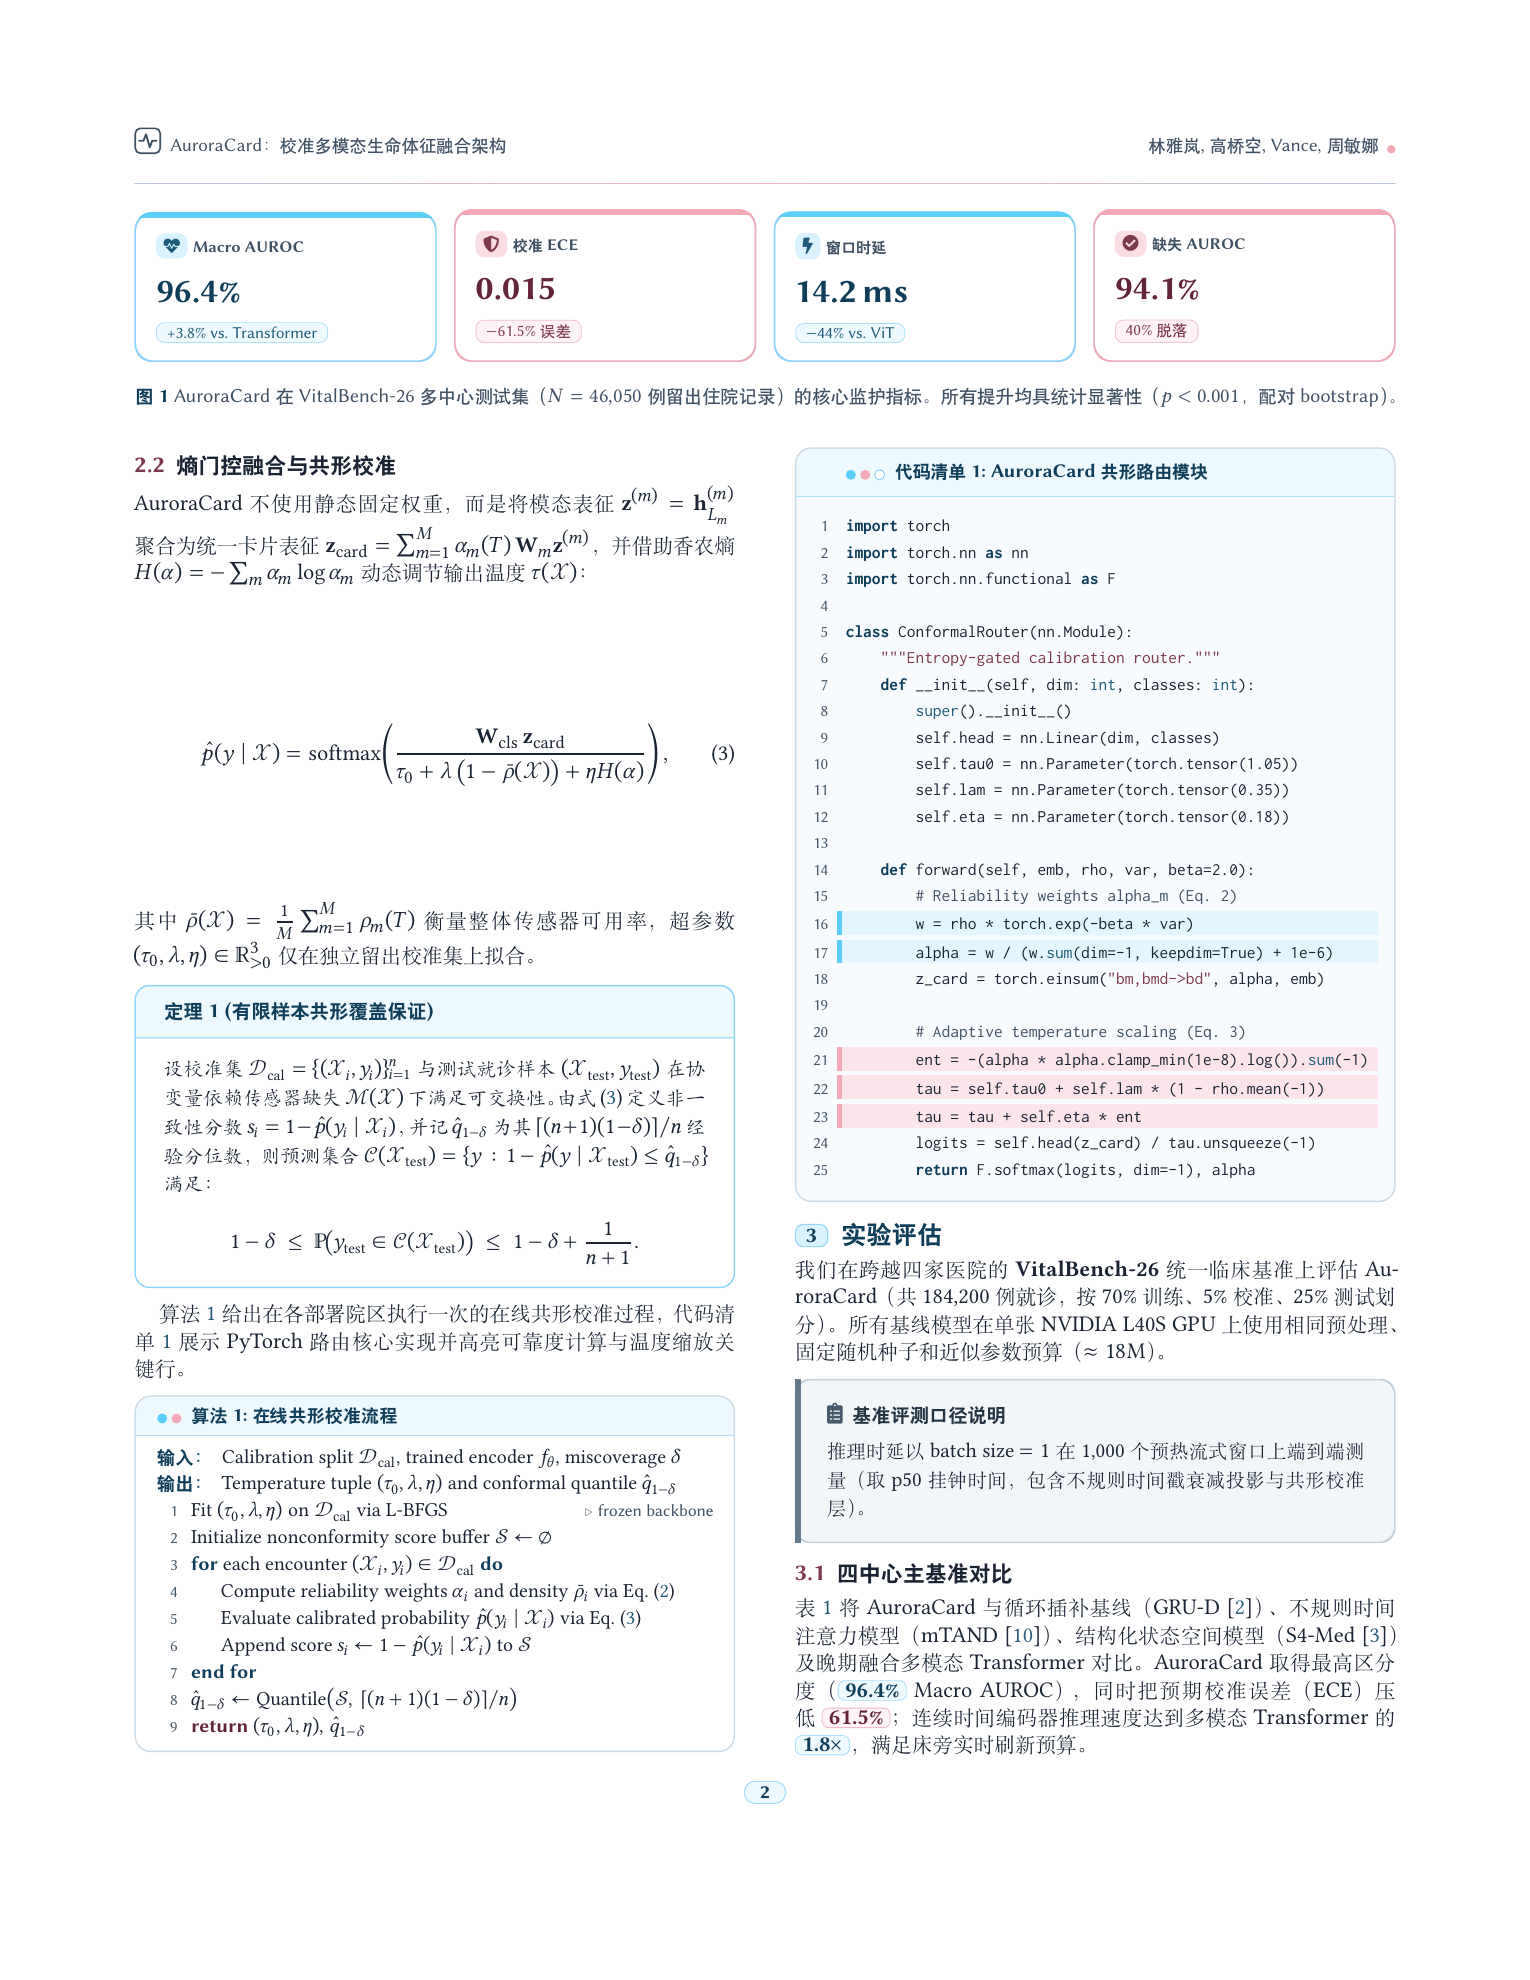 AuroraCard：校准多模态生命体征融合架构
林雅岚, 高桥空, Vance, 周敏娜
Macro AUROC
96.4%
+3.8% vs. Transformer
校准 ECE
0.015
−61.5% 误差
窗口时延
14.2 ms
−44% vs. ViT
缺失 AUROC
94.1%
40% 脱落
图 1 AuroraCard 在 VitalBench-26 多中心测试集（N = 46,050 例留出住院记录）的核心监护指标。所有提升均具统计显著性（p < 0.001，配对 bootstrap）。
2.2 熵门控融合与共形校准
AuroraCard 不使用静态固定权重，而是将模态表征 z^{(m)} = h_{L_m}^{(m)}
聚合为统一卡片表征 z_card = ∑_{m=1}^{M} α_m(T) W_m z^{(m)}，并借助香农熵
H(α) = − ∑_m α_m log α_m 动态调节输出温度 τ(𝒳)：
p̂(y | 𝒳) = softmax( W_cls z_card / (τ_0 + λ (1 − ρ̄(𝒳)) + ηH(α)) ), (3)
其中 ρ̄(𝒳) = 1/M ∑_{m=1}^{M} ρ_m(T) 衡量整体传感器可用率，超参数
(τ_0, λ, η) ∈ ℝ_{>0}^3 仅在独立留出校准集上拟合。
定理 1 (有限样本共形覆盖保证)
设校准集 𝒟_cal = {(𝒳_i, y_i)}_{i=1}^n 与测试就诊样本 (𝒳_test, y_test) 在协
变量依赖传感器缺失 ℳ(𝒳) 下满足可交换性。由式 (3) 定义非一
致性分数 s_i = 1−p̂(y_i | 𝒳_i)，并记 q̂_{1−δ} 为其 ⌈(n+1)(1−δ)⌉/n 经
验分位数，则预测集合 𝒞(𝒳_test) = {y : 1 − p̂(y | 𝒳_test) ≤ q̂_{1−δ}}
满足：
1 − δ ≤ ℙ(y_test ∈ 𝒞(𝒳_test)) ≤ 1 − δ + 1/(n + 1).
算法 1 给出在各部署院区执行一次的在线共形校准过程，代码清
单 1 展示 PyTorch 路由核心实现并高亮可靠度计算与温度缩放关
键行。
算法 1: 在线共形校准流程
输入： Calibration split 𝒟_cal, trained encoder f_θ, miscoverage δ
输出： Temperature tuple (τ_0, λ, η) and conformal quantile q̂_{1−δ}
1 Fit (τ_0, λ, η) on 𝒟_cal via L-BFGS ▷ frozen backbone
2 Initialize nonconformity score buffer 𝒮 ← ∅
3 for each encounter (𝒳_i, y_i) ∈ 𝒟_cal do
4 Compute reliability weights α_i and density ρ̄_i via Eq. (2)
5 Evaluate calibrated probability p̂(y_i | 𝒳_i) via Eq. (3)
6 Append score s_i ← 1 − p̂(y_i | 𝒳_i) to 𝒮
7 end for
8 q̂_{1−δ} ← Quantile(𝒮, ⌈(n + 1)(1 − δ)⌉/n)
9 return (τ_0, λ, η), q̂_{1−δ}
代码清单 1: AuroraCard 共形路由模块
1 import torch
2 import torch.nn as nn
3 import torch.nn.functional as F
4
5 class ConformalRouter(nn.Module):
6     """Entropy-gated calibration router."""
7     def __init__(self, dim: int, classes: int):
8         super().__init__()
9         self.head = nn.Linear(dim, classes)
10         self.tau0 = nn.Parameter(torch.tensor(1.05))
11         self.lam = nn.Parameter(torch.tensor(0.35))
12         self.eta = nn.Parameter(torch.tensor(0.18))
13
14     def forward(self, emb, rho, var, beta=2.0):
15         # Reliability weights alpha_m (Eq. 2)
16         w = rho * torch.exp(-beta * var)
17         alpha = w / (w.sum(dim=-1, keepdim=True) + 1e-6)
18         z_card = torch.einsum("bm,bmd->bd", alpha, emb)
19
20         # Adaptive temperature scaling (Eq. 3)
21         ent = -(alpha * alpha.clamp_min(1e-8).log()).sum(-1)
22         tau = self.tau0 + self.lam * (1 - rho.mean(-1))
23         tau = tau + self.eta * ent
24         logits = self.head(z_card) / tau.unsqueeze(-1)
25         return F.softmax(logits, dim=-1), alpha
3 实验评估
我们在跨越四家医院的 VitalBench-26 统一临床基准上评估 Au-
roraCard（共 184,200 例就诊，按 70% 训练、5% 校准、25% 测试划
分）。所有基线模型在单张 NVIDIA L40S GPU 上使用相同预处理、
固定随机种子和近似参数预算（≈ 18M）。
基准评测口径说明
推理时延以 batch size = 1 在 1,000 个预热流式窗口上端到端测
量（取 p50 挂钟时间，包含不规则时间戳衰减投影与共形校准
层）。
3.1 四中心主基准对比
表 1 将 AuroraCard 与循环插补基线（GRU-D [2]）、不规则时间
注意力模型（mTAND [10]）、结构化状态空间模型（S4-Med [3]）
及晚期融合多模态 Transformer 对比。AuroraCard 取得最高区分
度（96.4% Macro AUROC），同时把预期校准误差（ECE）压
低 61.5%；连续时间编码器推理速度达到多模态 Transformer 的
1.8×，满足床旁实时刷新预算。
2